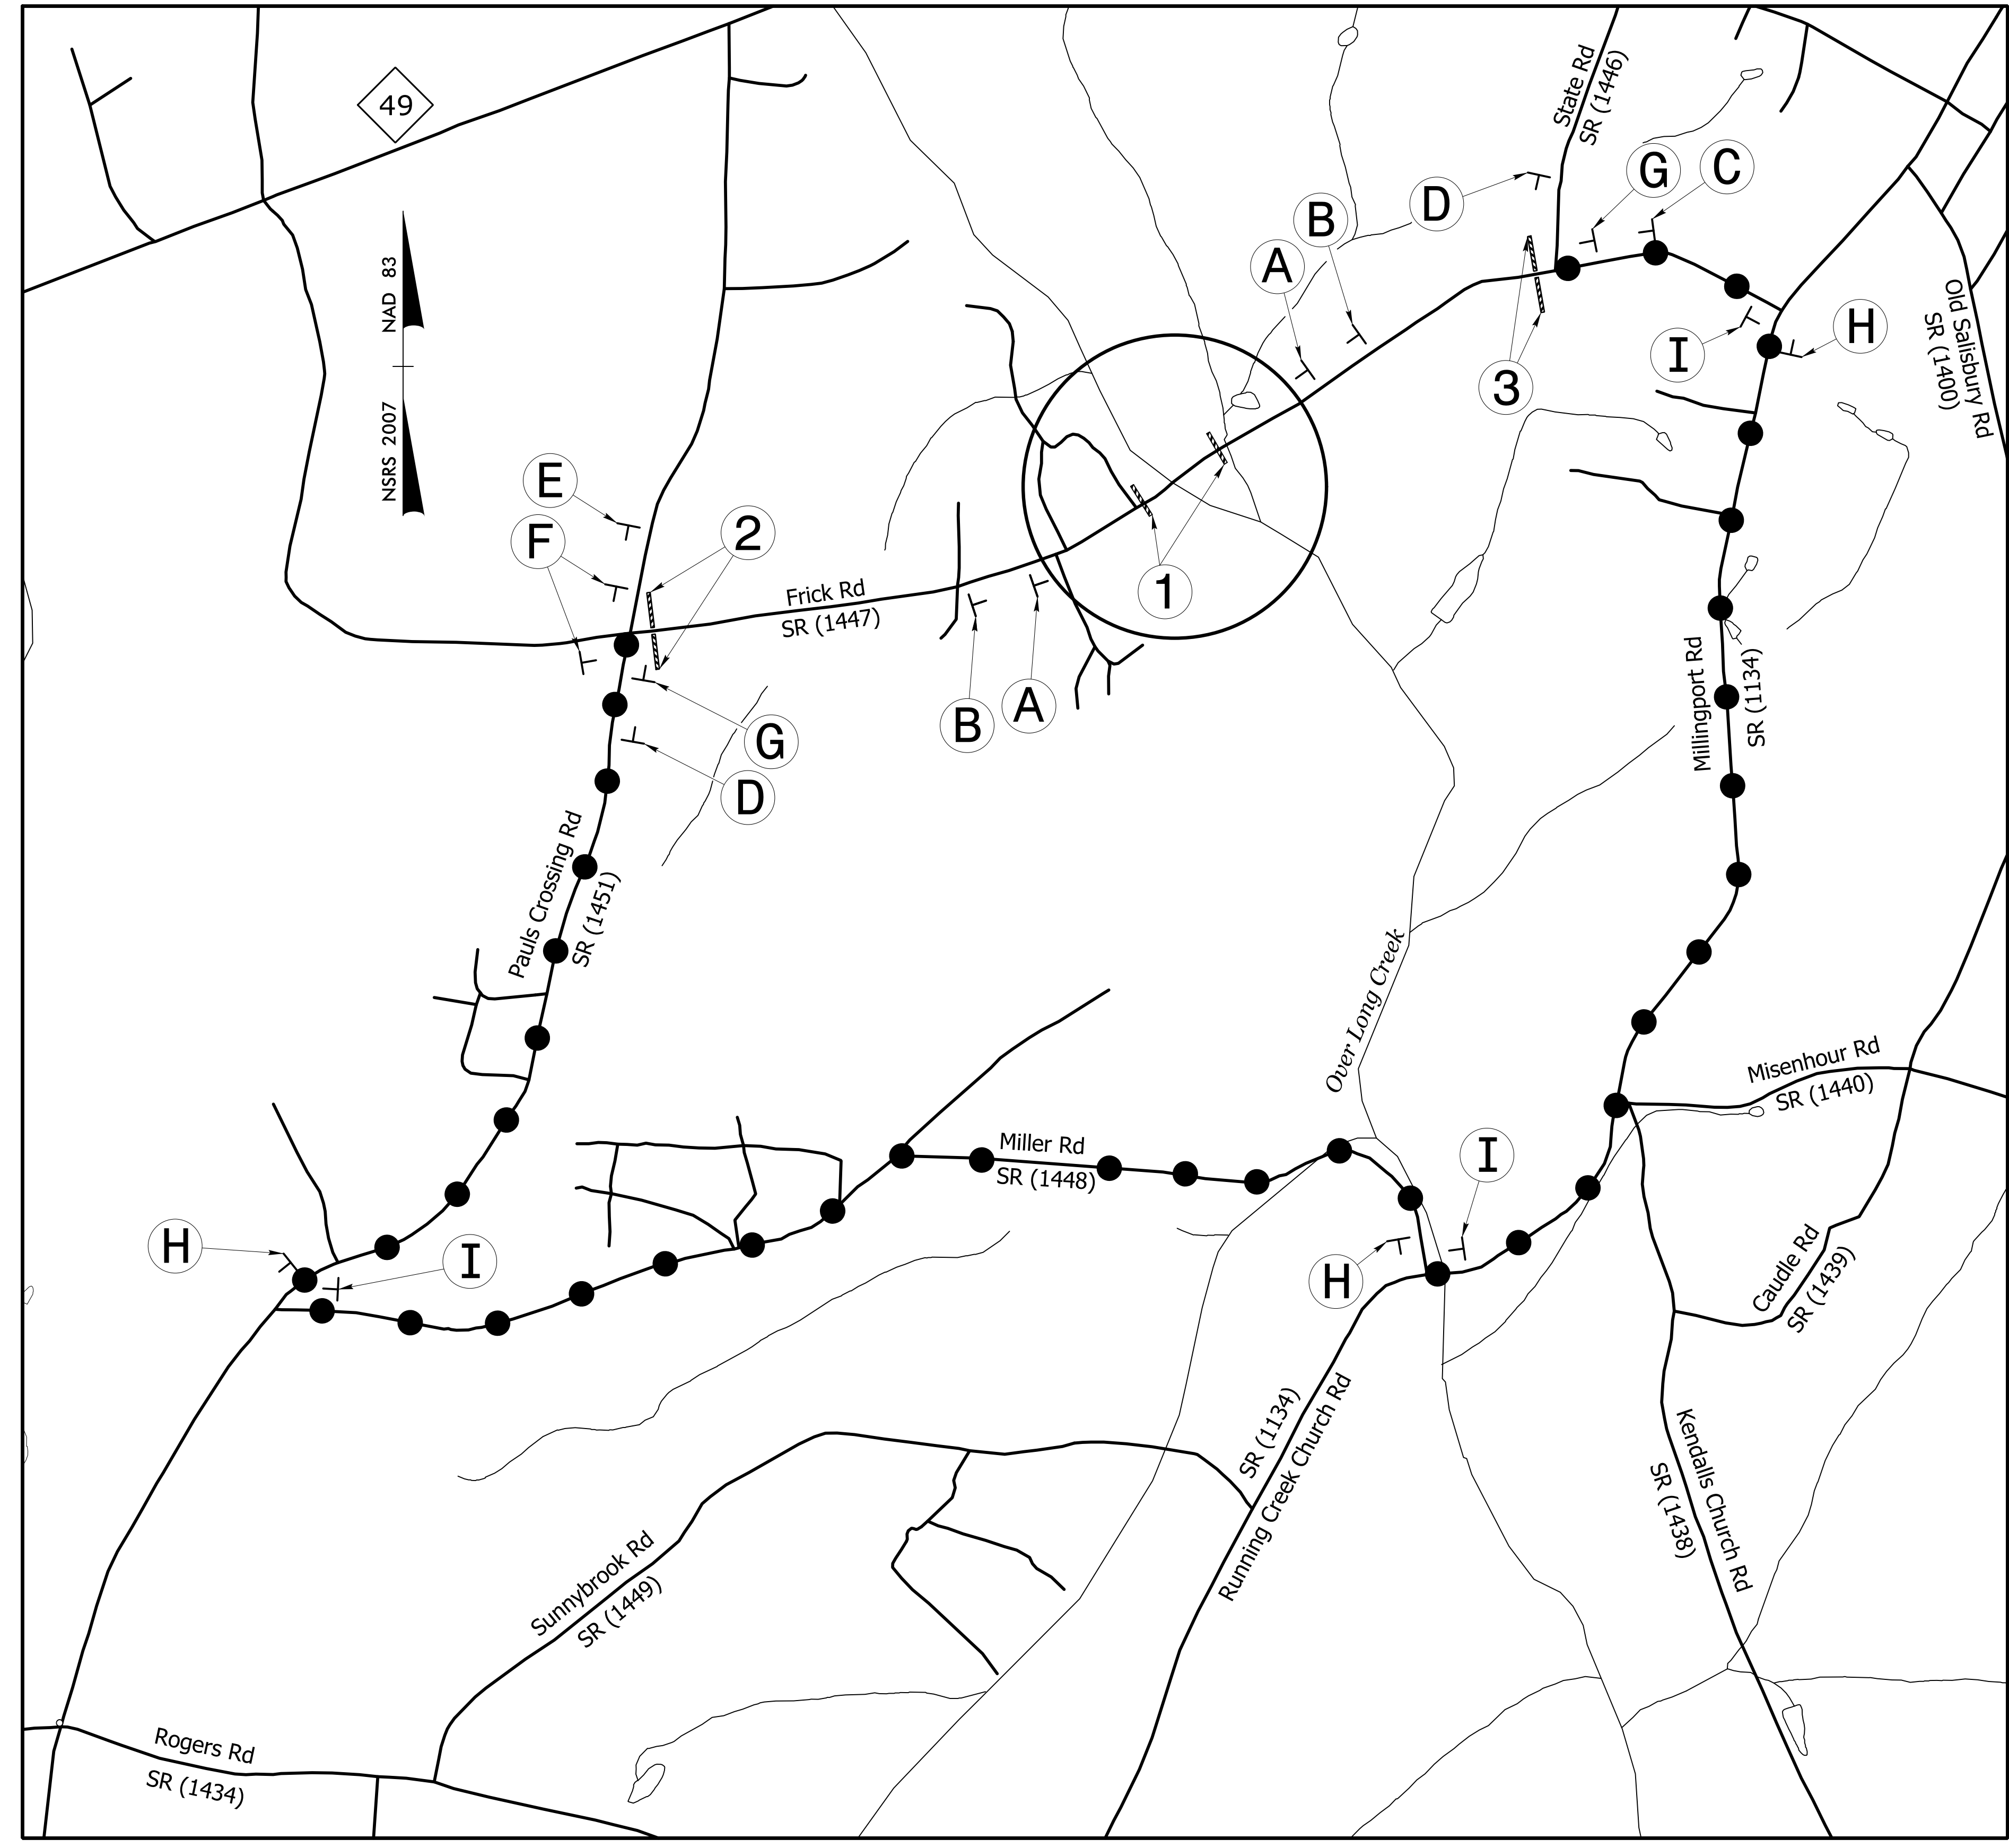 49
NAD 83
NSRS 2007
State Rd
SR (1446)
G
C
D
B
A
Old Salisbury Rd
SR (1400)
H
I
3
E
F
2
1
Frick Rd
SR (1447)
B
A
G
D
Millingport Rd
SR (1134)
Pauls Crossing Rd
SR (1451)
Over Long Creek
Misenhour Rd
SR (1440)
Miller Rd
SR (1448)
I
H
H
I
Caudle Rd
SR (1439)
SR (1134)
Running Creek Church Rd
Kendalls Church Rd
SR (1438)
Sunnybrook Rd
SR (1449)
Rogers Rd
SR (1434)